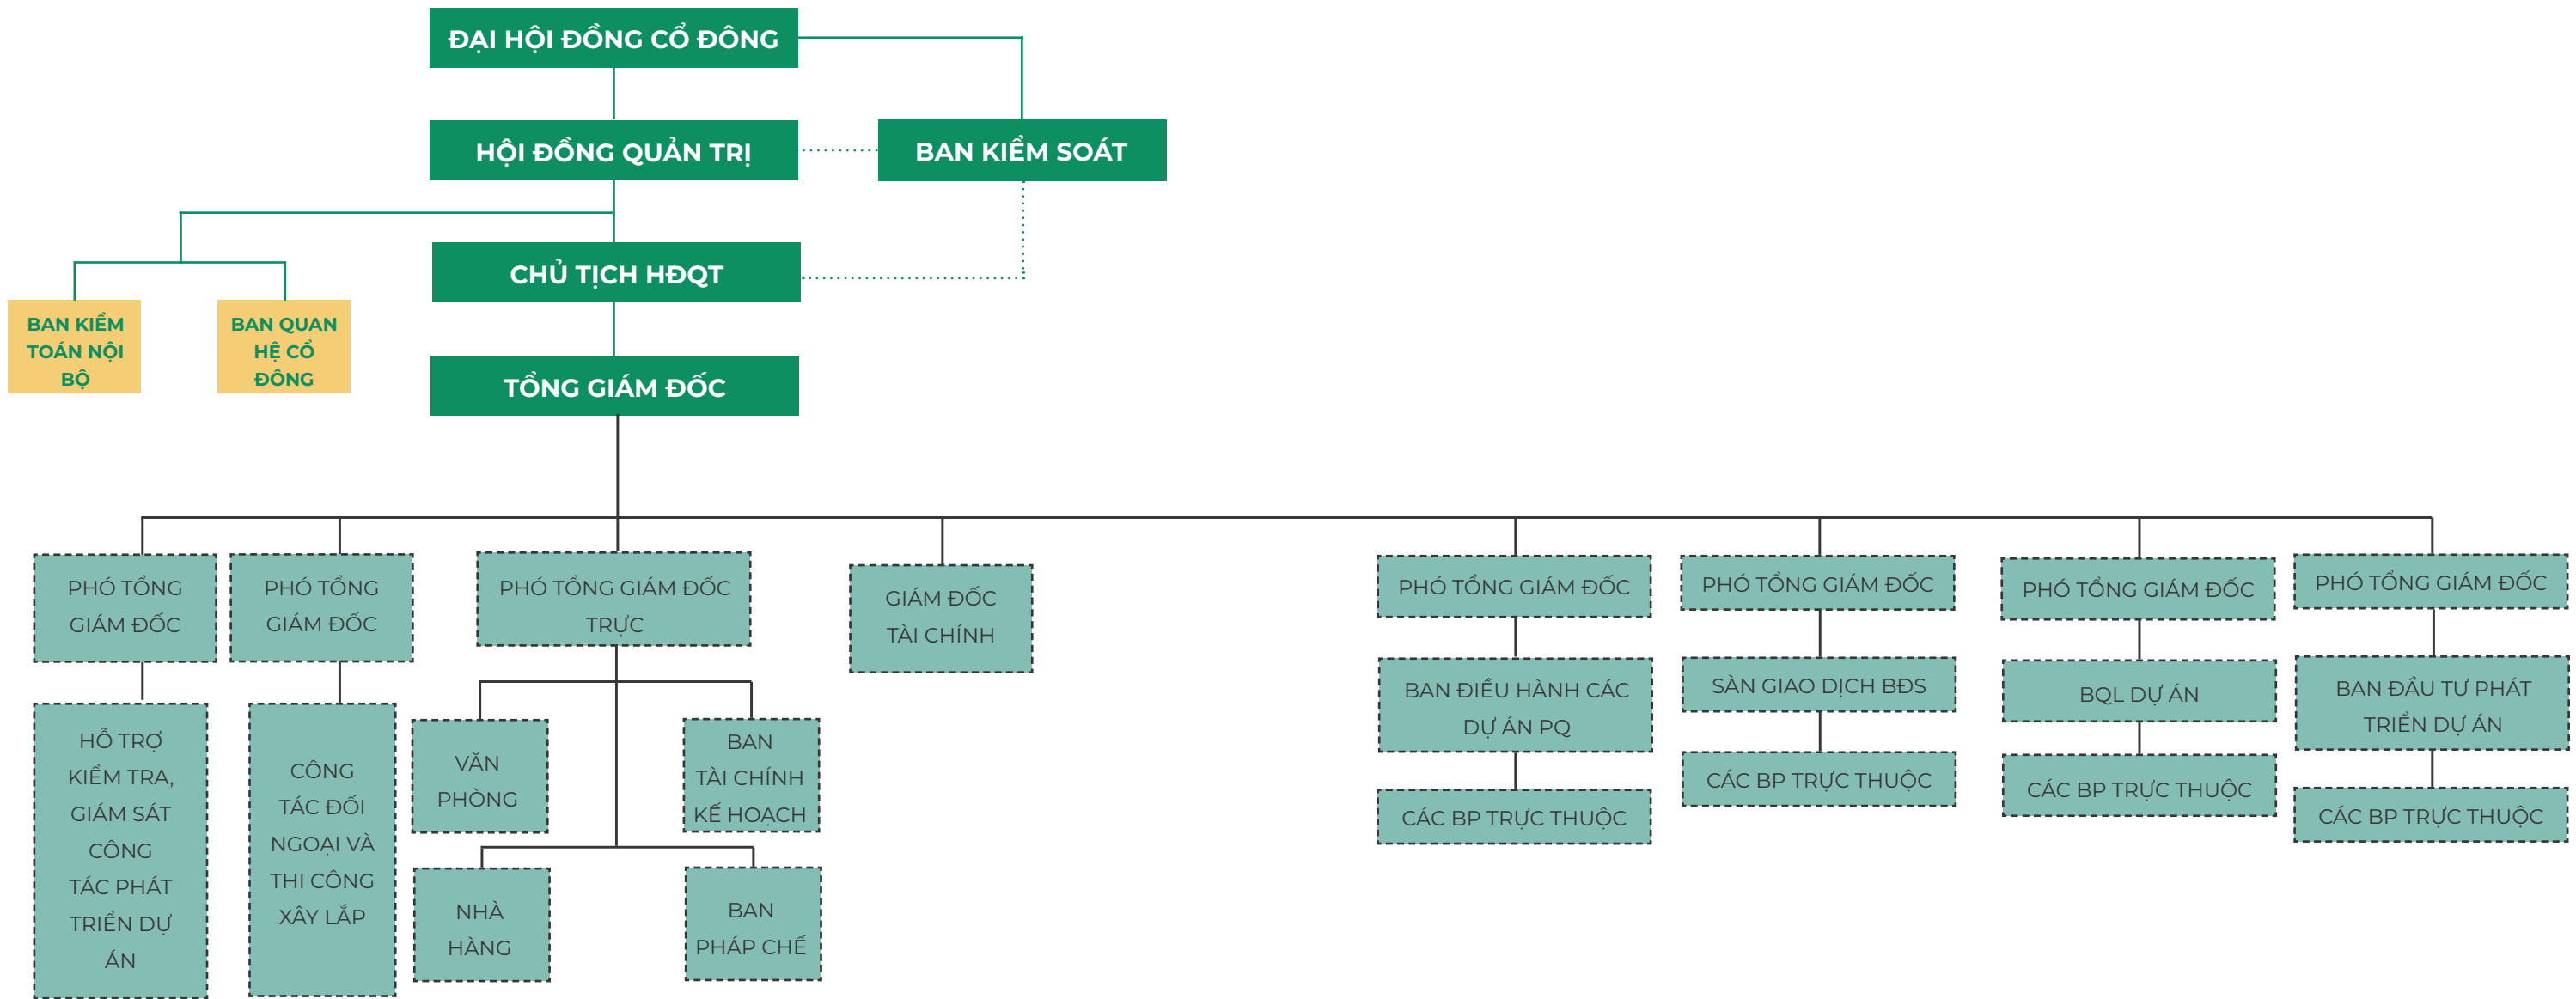 ĐẠI HỘI ĐỒNG CỔ ĐÔNG
HỘI ĐỒNG QUẢN TRỊ
BAN KIỂM SOÁT
CHỦ TỊCH HĐQT
BAN KIỂM
TOÁN NỘI
BỘ
BAN QUAN
HỆ CỔ
ĐÔNG
TỔNG GIÁM ĐỐC
PHÓ TỔNG
GIÁM ĐỐC
PHÓ TỔNG
GIÁM ĐỐC
PHÓ TỔNG GIÁM ĐỐC
TRỰC
GIÁM ĐỐC
TÀI CHÍNH
PHÓ TỔNG GIÁM ĐỐC
PHÓ TỔNG GIÁM ĐỐC
PHÓ TỔNG GIÁM ĐỐC
PHÓ TỔNG GIÁM ĐỐC
HỖ TRỢ
KIỂM TRA,
GIÁM SÁT
CÔNG
TÁC PHÁT
TRIỂN DỰ
ÁN
CÔNG
TÁC ĐỐI
NGOẠI VÀ
THI CÔNG
XÂY LẮP
VĂN
PHÒNG
BAN
TÀI CHÍNH
KẾ HOẠCH
NHÀ
HÀNG
BAN
PHÁP CHẾ
BAN ĐIỀU HÀNH CÁC
DỰ ÁN PQ
CÁC BP TRỰC THUỘC
SÀN GIAO DỊCH BĐS
CÁC BP TRỰC THUỘC
BQL DỰ ÁN
CÁC BP TRỰC THUỘC
BAN ĐẦU TƯ PHÁT
TRIỂN DỰ ÁN
CÁC BP TRỰC THUỘC